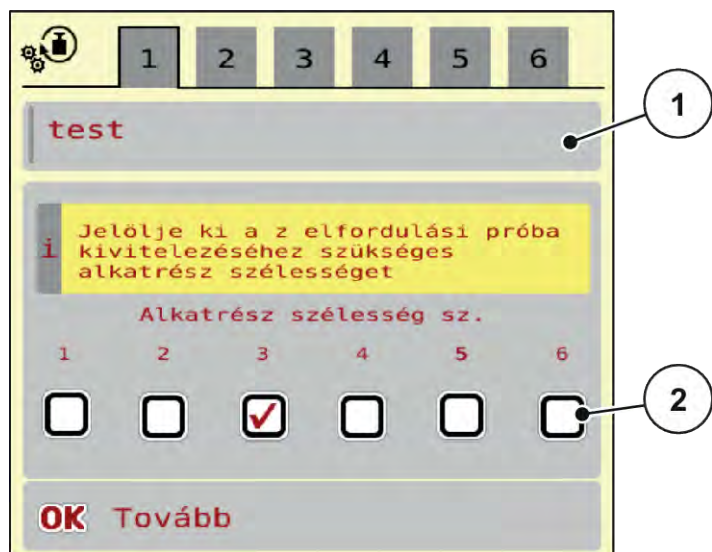 1 2 3 4 5 6
test
1
i
Jelölje ki a z elfordulási próba
kivitelezéséhez szükséges
alkatrész szélességet
Alkatrész szélesség sz.
1 2 3 4 5 6
2
OK Tovább